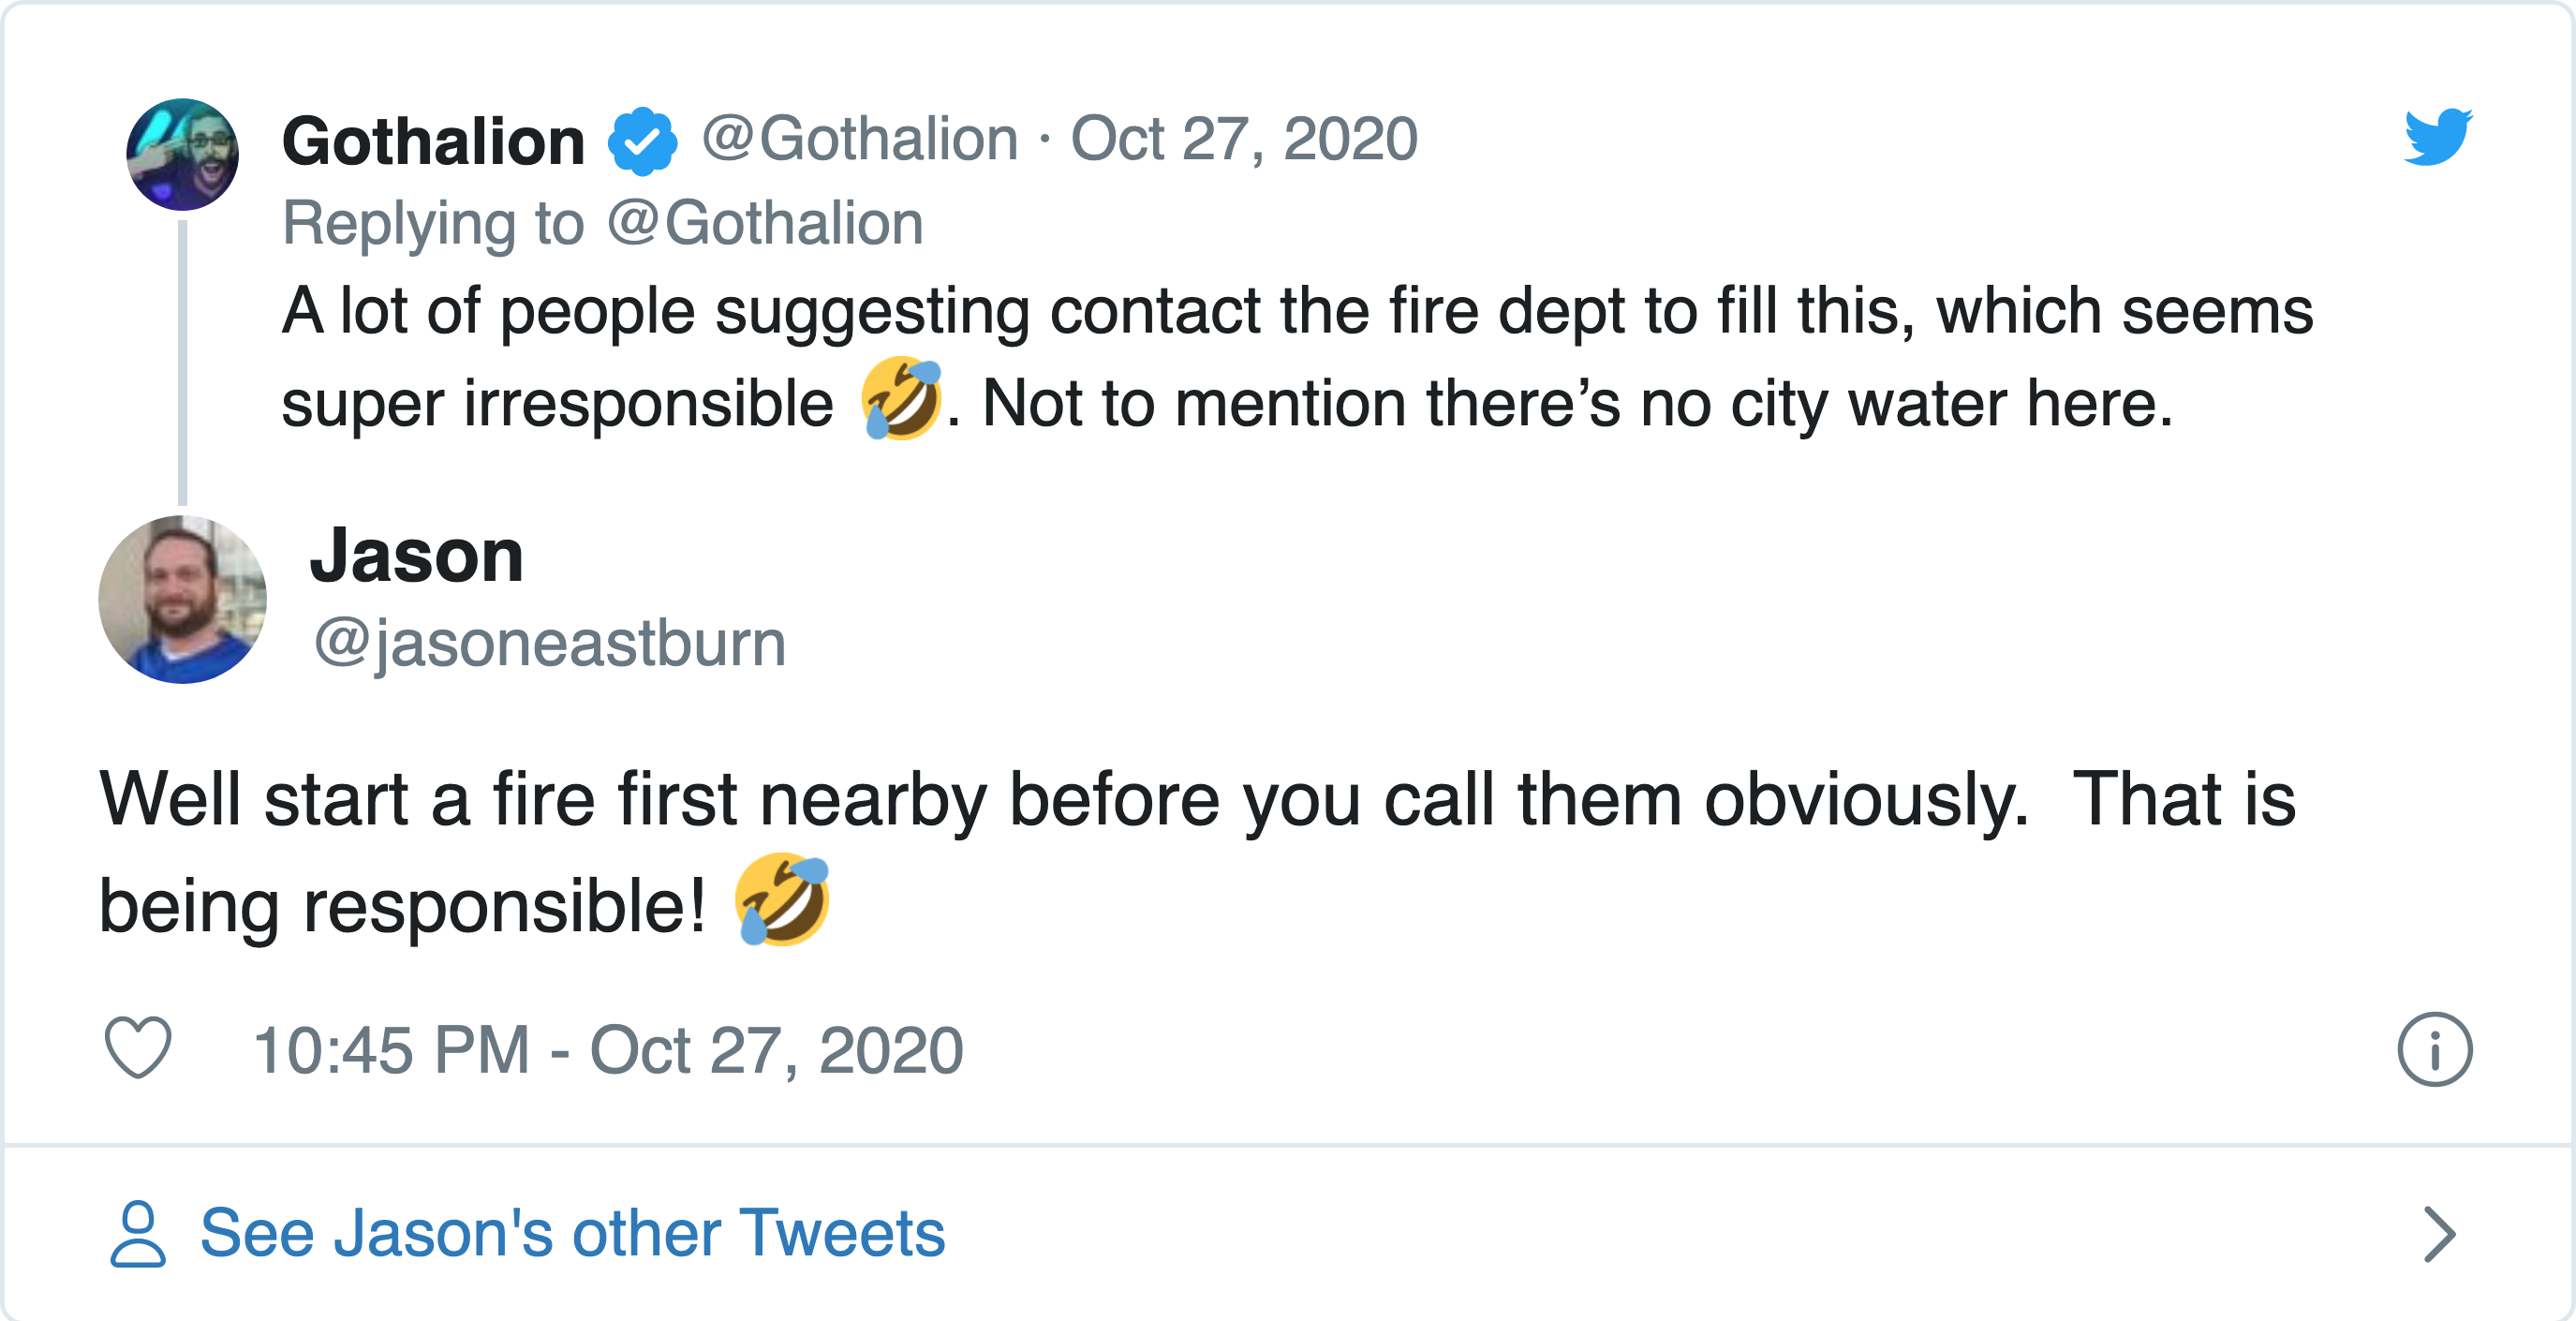 Gothalion @Gothalion · Oct 27, 2020
Replying to @Gothalion
A lot of people suggesting contact the fire dept to fill this, which seems
super irresponsible 🤣. Not to mention there’s no city water here.
Jason
@jasoneastburn
Well start a fire first nearby before you call them obviously.  That is
being responsible! 🤣
10:45 PM - Oct 27, 2020
See Jason's other Tweets